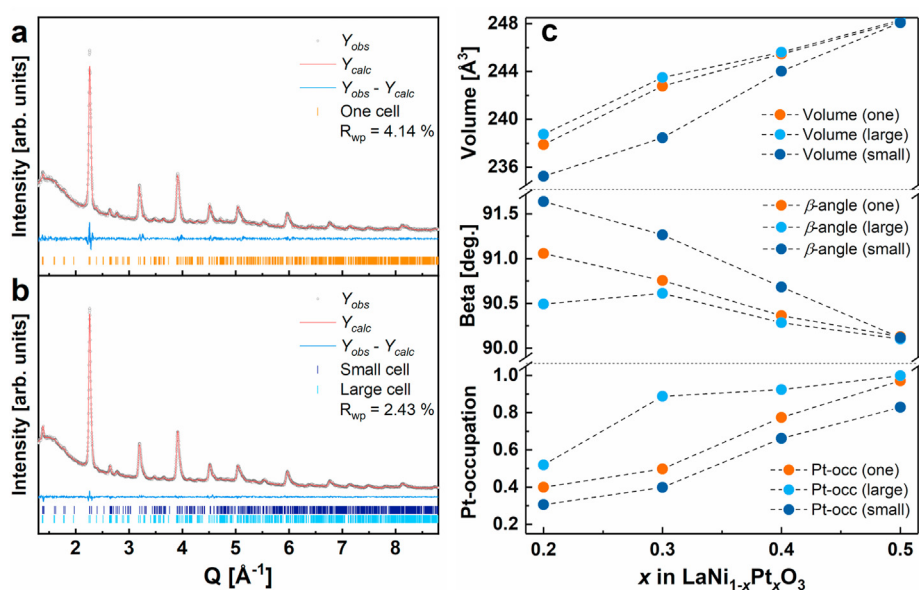 a
Y_obs
Y_calc
Y_obs - Y_calc
One cell
R_wp = 4.14 %
Intensity [arb. units]
b
Y_obs
Y_calc
Y_obs - Y_calc
Small cell
Large cell
R_wp = 2.43 %
Intensity [arb. units]
2 3 4 5 6 7 8
Q [Å⁻¹]
c
248
244
240
236
Volume [Å³]
Volume (one)
Volume (large)
Volume (small)
91.5
91.0
90.5
90.0
Beta [deg.]
β-angle (one)
β-angle (large)
β-angle (small)
1.0
0.8
0.6
0.4
0.2
Pt-occupation
Pt-occ (one)
Pt-occ (large)
Pt-occ (small)
0.2 0.3 0.4 0.5
x in LaNi₁₋ₓPtₓO₃